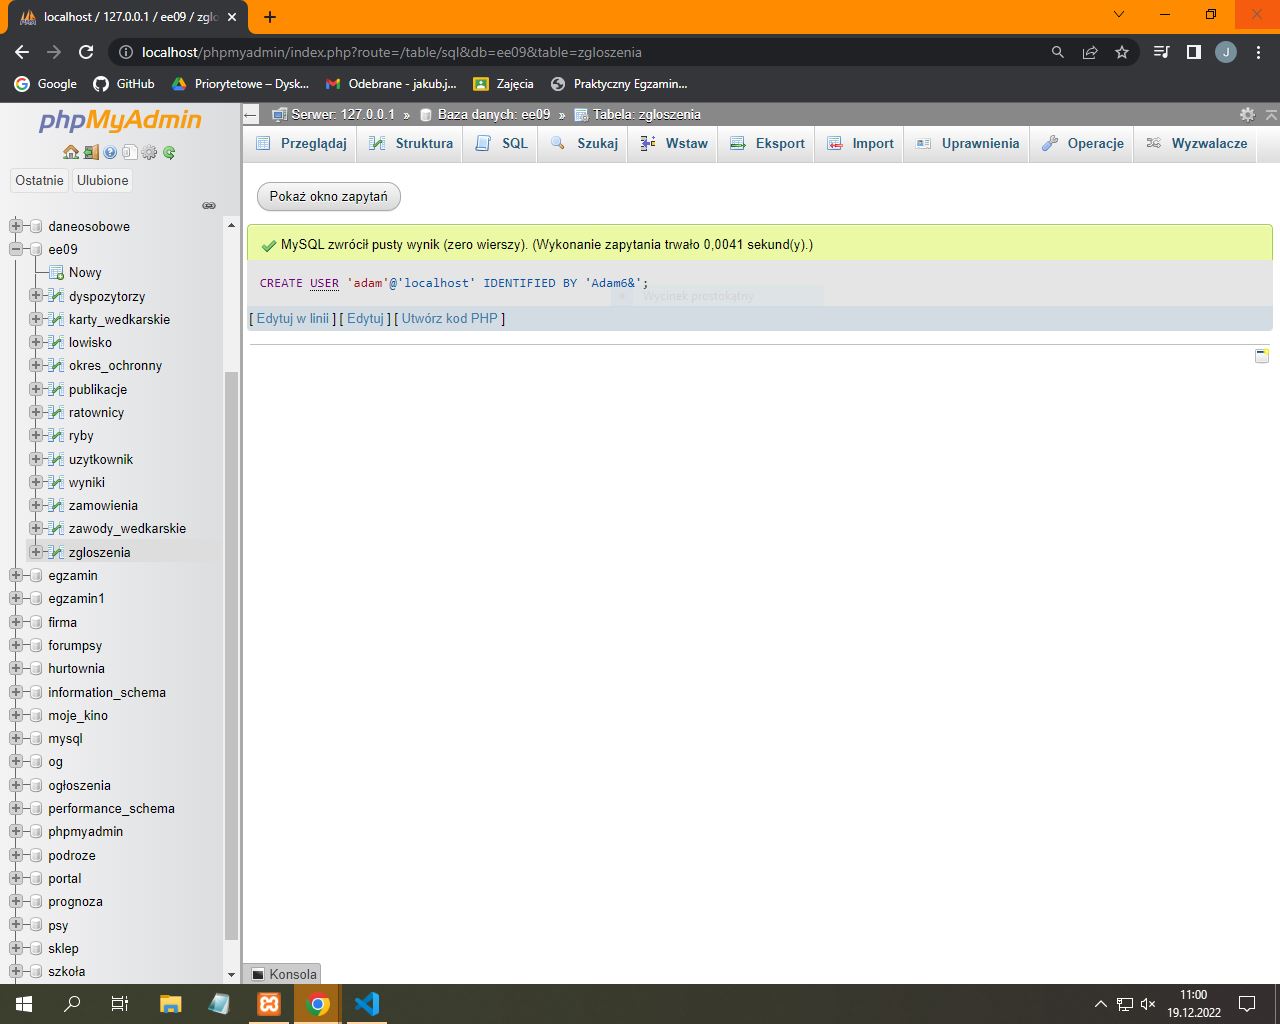 localhost / 127.0.0.1 / ee09 / zglo
localhost/phpmyadmin/index.php?route=/table/sql&db=ee09&table=zgloszenia
J
Google
GitHub
Priorytetowe – Dysk...
Odebrane - jakub.j...
Zajęcia
Praktyczny Egzamin...
phpMyAdmin
Ostatnie
Ulubione
daneosobowe
ee09
Nowy
dyspozytorzy
karty_wedkarskie
lowisko
okres_ochronny
publikacje
ratownicy
ryby
uzytkownik
wyniki
zamowienia
zawody_wedkarskie
zgloszenia
egzamin
egzamin1
firma
forumpsy
hurtownia
information_schema
moje_kino
mysql
og
ogłoszenia
performance_schema
phpmyadmin
podroze
portal
prognoza
psy
sklep
szkoła
Serwer: 127.0.0.1 » Baza danych: ee09 » Tabela: zgloszenia
Przeglądaj
Struktura
SQL
Szukaj
Wstaw
Eksport
Import
Uprawnienia
Operacje
Wyzwalacze
Pokaż okno zapytań
MySQL zwrócił pusty wynik (zero wierszy). (Wykonanie zapytania trwało 0,0041 sekund(y).)
CREATE USER 'adam'@'localhost' IDENTIFIED BY 'Adam6&';
Wycinek prostokątny
[ Edytuj w linii ] [ Edytuj ] [ Utwórz kod PHP ]
Konsola
11:00
19.12.2022